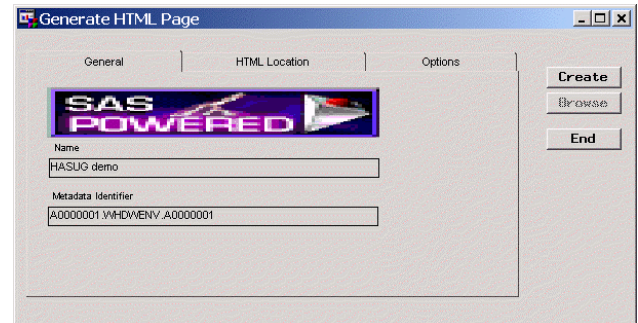 Generate HTML Page
General HTML Location Options
Create
Browse
End
SAS
POWERED
Name
HASUG demo
Metadata Identifier
A0000001.WHDWENV.A0000001